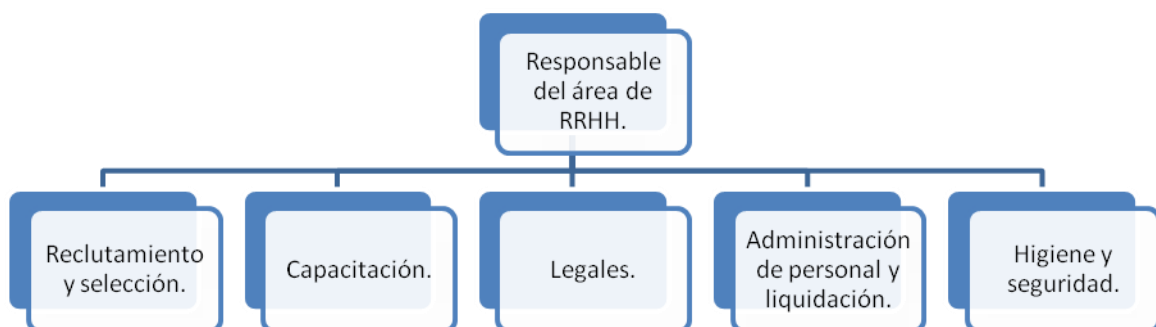 Responsable
del área de
RRHH.
Reclutamiento
y selección.
Capacitación.
Legales.
Administración
de personal y
liquidación.
Higiene y
seguridad.